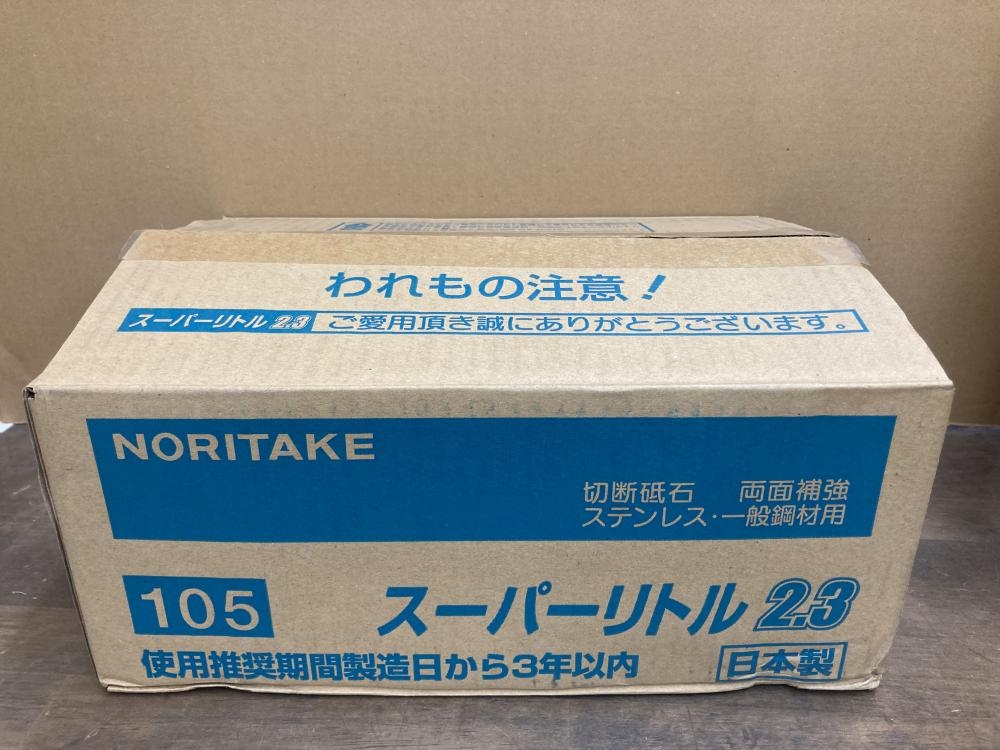 われもの注意!
スーパーリトル2.3 ご愛用頂き誠にありがとうございます。
NORITAKE
切断砥石 両面補強
ステンレス・一般鋼材用
105 スーパーリトル2.3
使用推奨期間製造日から3年以内 日本製